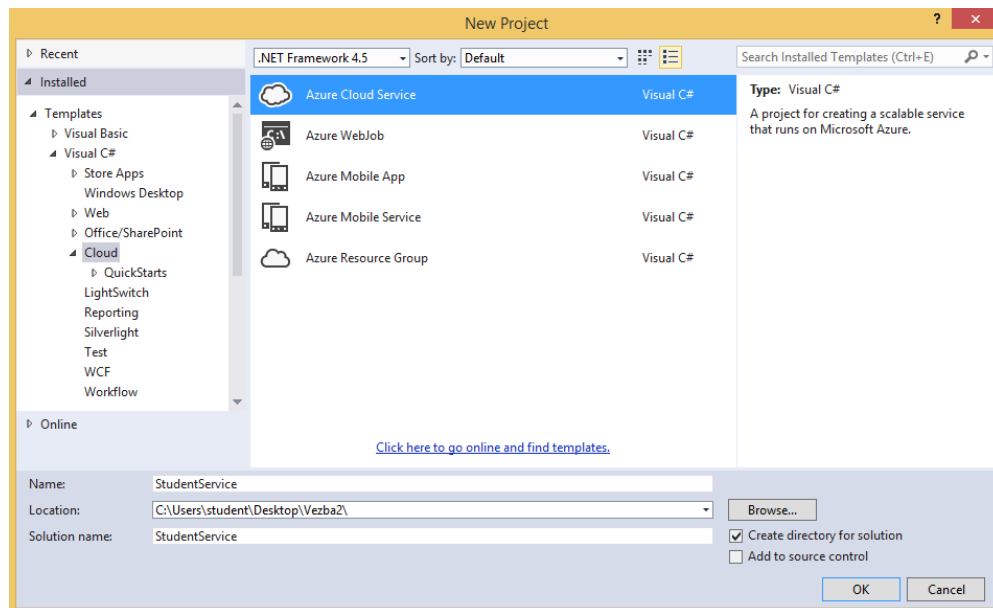 New Project
? ×
Recent
Installed
Templates
Visual Basic
Visual C#
Store Apps
Windows Desktop
Web
Office/SharePoint
Cloud
QuickStarts
LightSwitch
Reporting
Silverlight
Test
WCF
Workflow
Online
.NET Framework 4.5 Sort by: Default
Azure Cloud Service Visual C#
Azure WebJob Visual C#
Azure Mobile App Visual C#
Azure Mobile Service Visual C#
Azure Resource Group Visual C#
Click here to go online and find templates.
Search Installed Templates (Ctrl+E)
Type: Visual C#
A project for creating a scalable service
that runs on Microsoft Azure.
Name: StudentService
Location: C:\Users\student\Desktop\Vezba2\ Browse...
Solution name: StudentService
Create directory for solution
Add to source control
OK Cancel